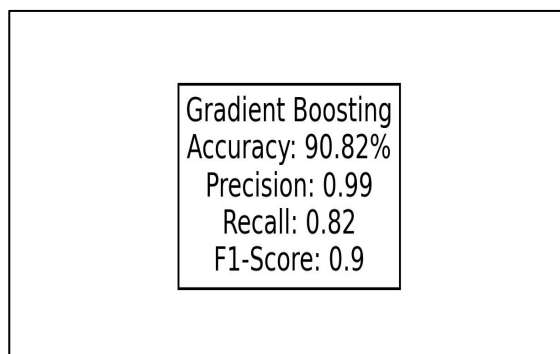 Gradient Boosting
Accuracy: 90.82%
Precision: 0.99
Recall: 0.82
F1-Score: 0.9